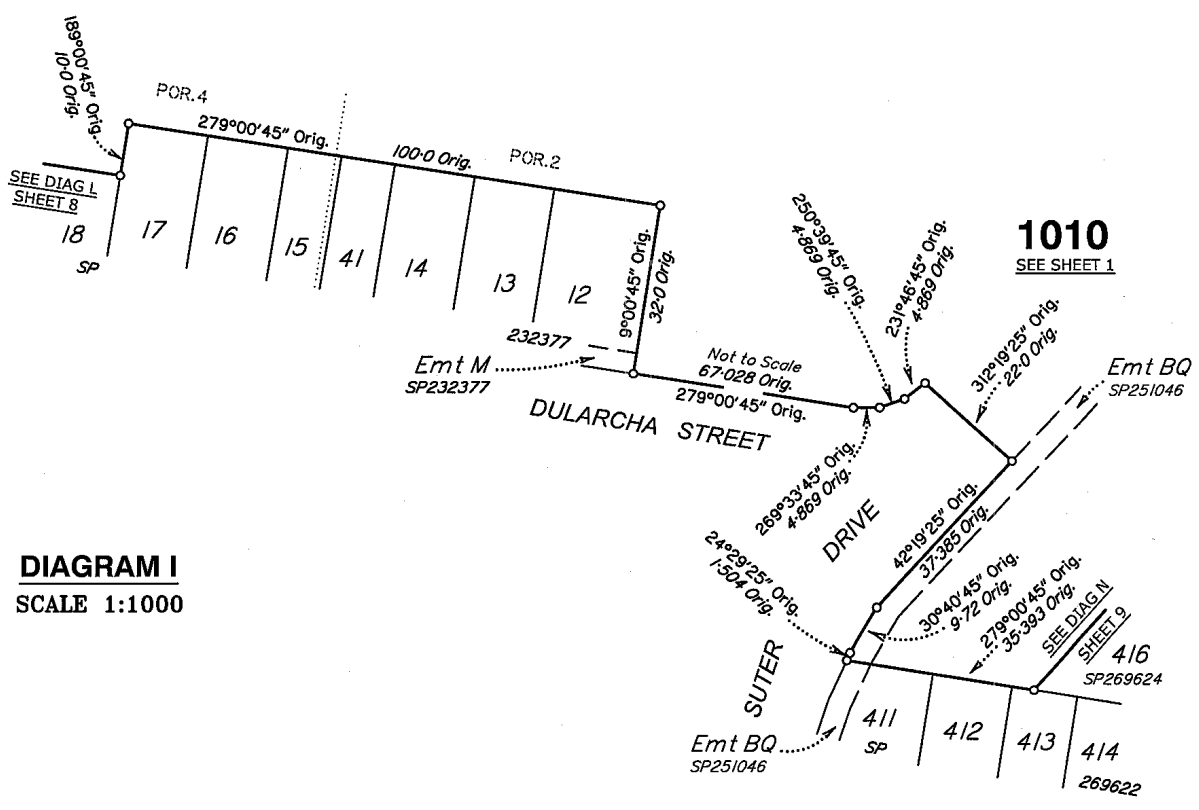 189°00'45" Orig.
10·0 Orig.
POR.4
279°00'45" Orig.
100·0 Orig.
POR.2
SEE DIAG L
SHEET 8
18
SP
17
16
15
41
14
13
12
232377
9°00'45" Orig.
32·0 Orig.
Emt M
SP232377
Not to Scale
67·028 Orig.
279°00'45" Orig.
DULARCHA STREET
250°39'45" Orig.
4·869 Orig.
231°46'45" Orig.
4·869 Orig.
1010
SEE SHEET 1
312°19'25" Orig.
22·0 Orig.
Emt BQ
SP251046
269°33'45" Orig.
4·869 Orig.
DRIVE
42°19'25" Orig.
37·385 Orig.
24°29'25" Orig.
1·504 Orig.
30°40'45" Orig.
9·72 Orig.
279°00'45" Orig.
35·393 Orig.
SEE DIAG N
SHEET 9
416
SP269624
SUTER
411
SP
412
413
414
269622
Emt BQ
SP251046
DIAGRAM I
SCALE 1:1000